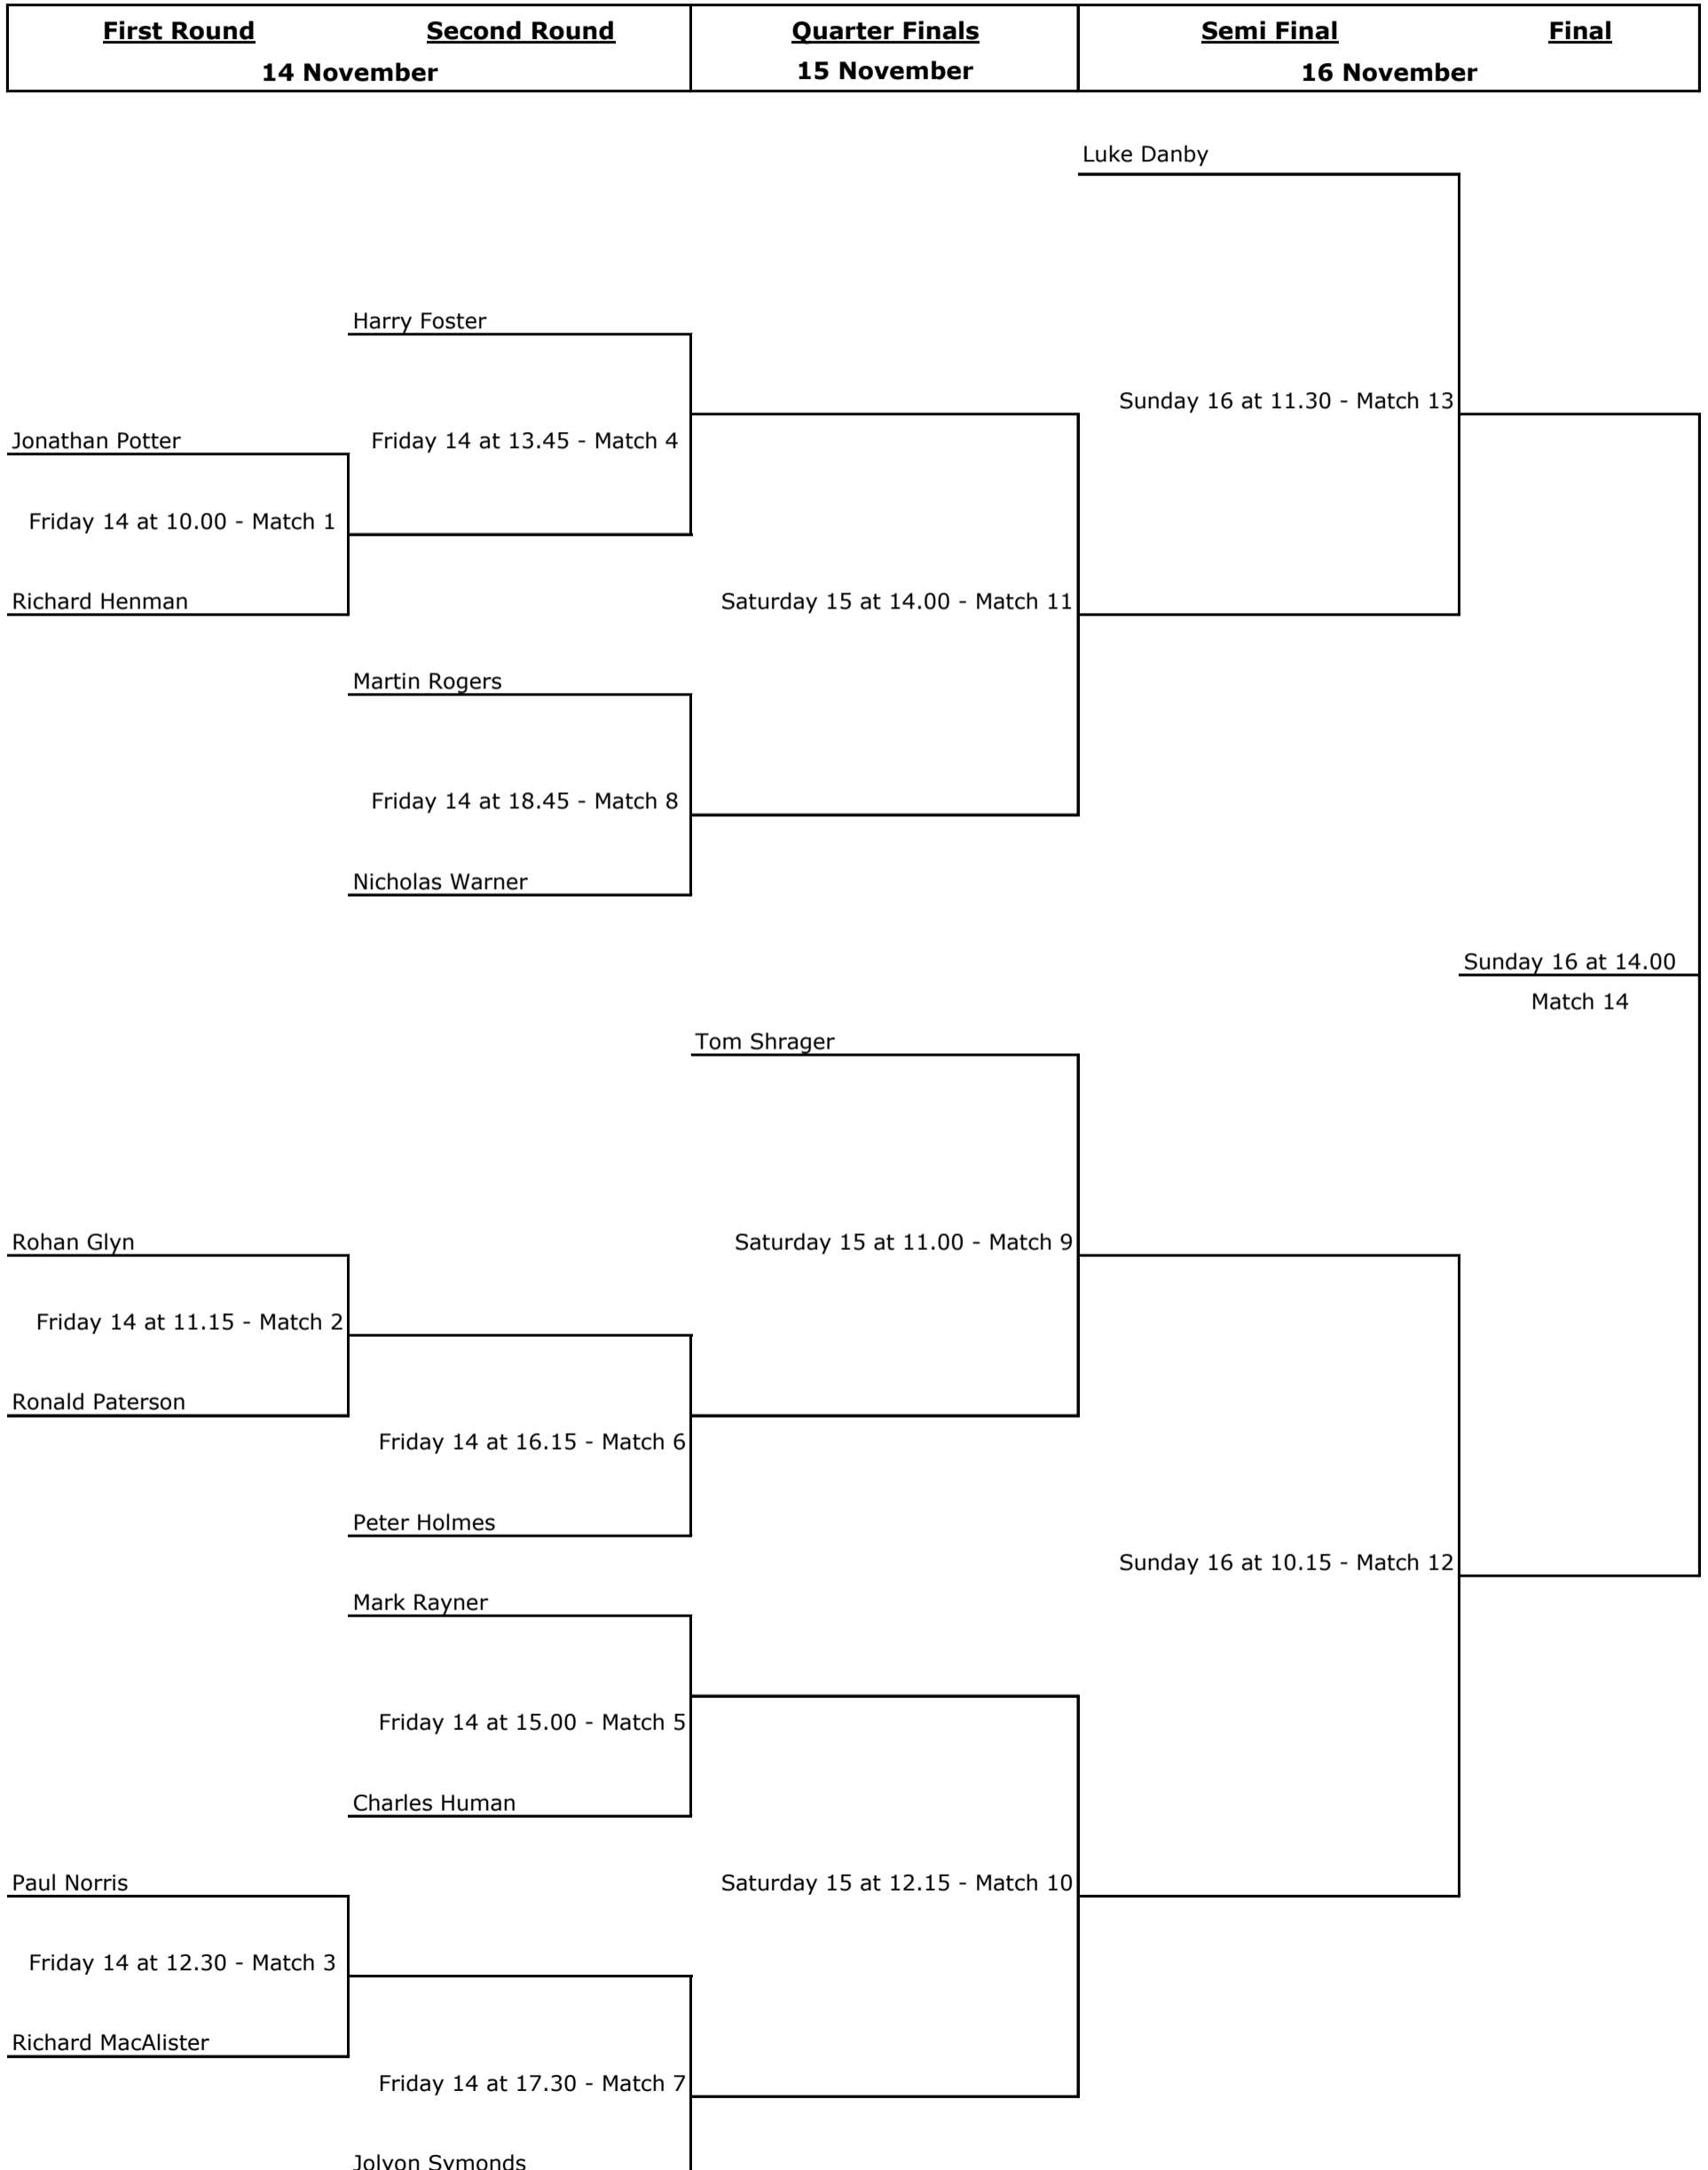 First Round Second Round Quarter Finals Semi Final Final
14 November 15 November 16 November
Luke Danby
Harry Foster
Sunday 16 at 11.30 - Match 13
Jonathan Potter Friday 14 at 13.45 - Match 4
Friday 14 at 10.00 - Match 1
Richard Henman Saturday 15 at 14.00 - Match 11
Martin Rogers
Friday 14 at 18.45 - Match 8
Nicholas Warner
Sunday 16 at 14.00
Match 14
Tom Shrager
Rohan Glyn Saturday 15 at 11.00 - Match 9
Friday 14 at 11.15 - Match 2
Ronald Paterson
Friday 14 at 16.15 - Match 6
Peter Holmes
Sunday 16 at 10.15 - Match 12
Mark Rayner
Friday 14 at 15.00 - Match 5
Charles Human
Paul Norris Saturday 15 at 12.15 - Match 10
Friday 14 at 12.30 - Match 3
Richard MacAlister
Friday 14 at 17.30 - Match 7
Jolyon Symonds